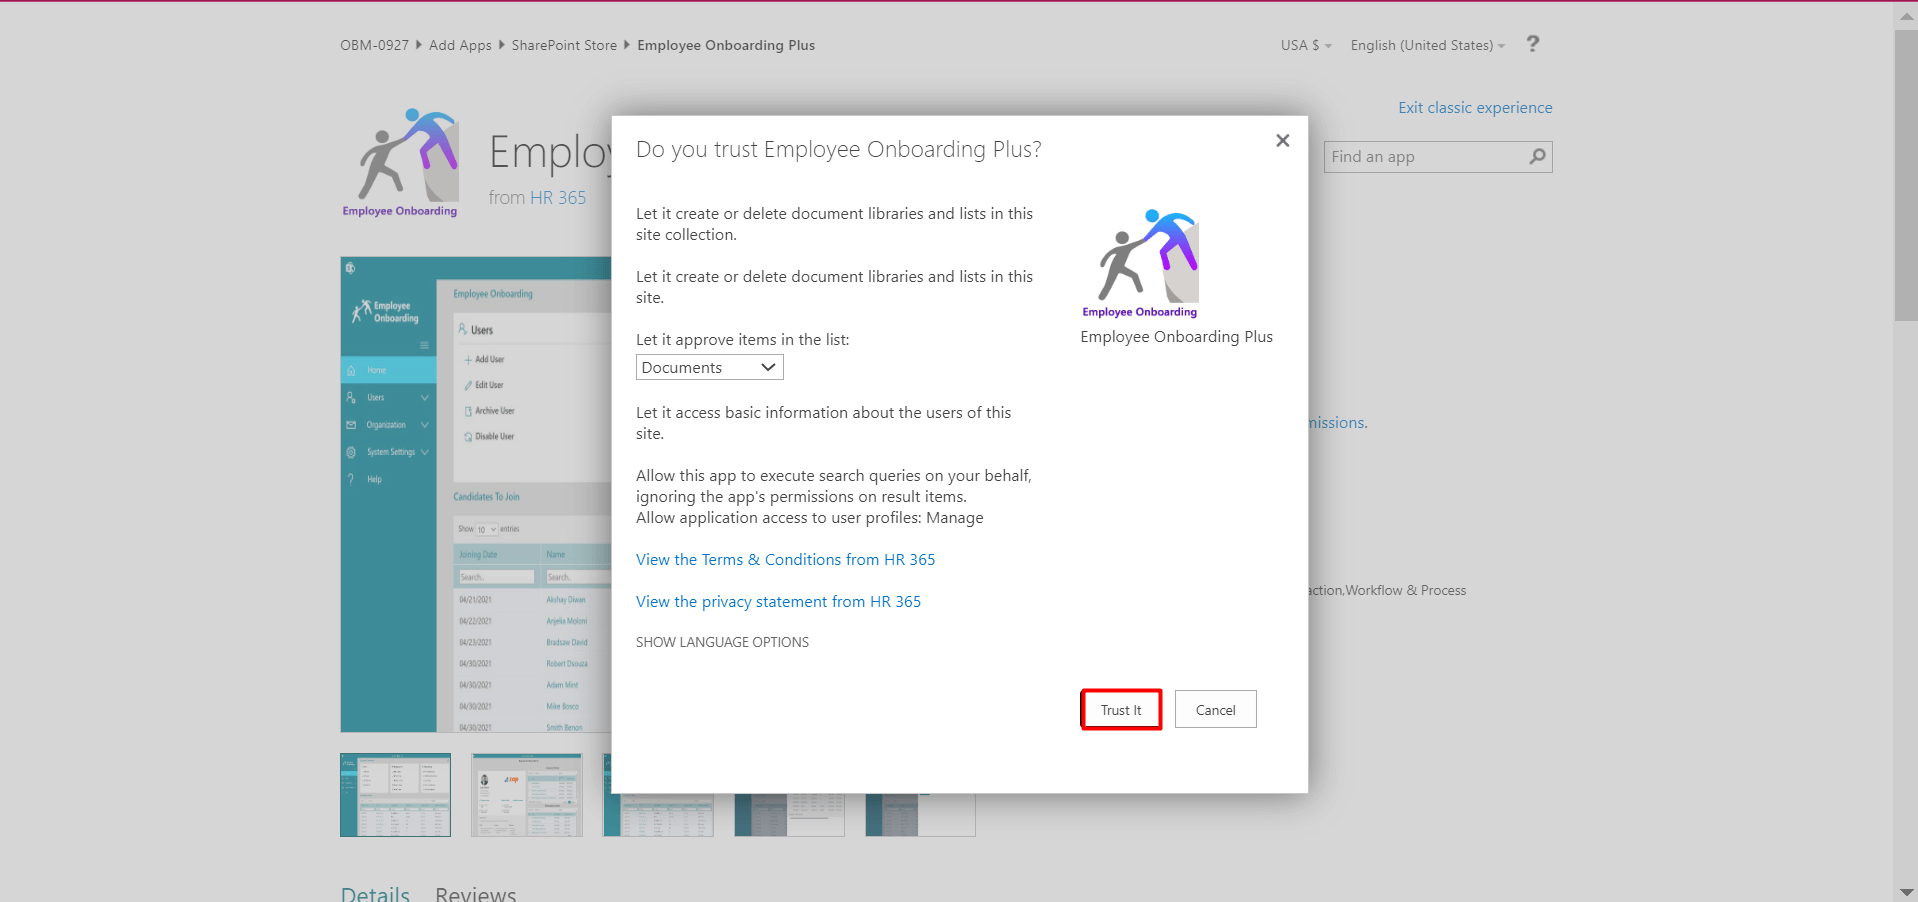 OBM-0927 Add Apps SharePoint Store Employee Onboarding Plus
USA $ English (United States) ?
Exit classic experience
Employee Onboarding
Employ
from HR 365
Find an app
Do you trust Employee Onboarding Plus?
Let it create or delete document libraries and lists in this
site collection.
Let it create or delete document libraries and lists in this
site.
Let it approve items in the list:
Documents
Let it access basic information about the users of this
site.
Allow this app to execute search queries on your behalf,
ignoring the app's permissions on result items.
Allow application access to user profiles: Manage
View the Terms & Conditions from HR 365
View the privacy statement from HR 365
SHOW LANGUAGE OPTIONS
Employee Onboarding
Employee Onboarding Plus
Trust It
Cancel
Employee
Onboarding
Home
Users
Organization
System Settings
? Help
Employee Onboarding
Users
Add User
Edit User
Archive User
Disable User
Candidates To Join
Show 10 entries
Joining Date Name
Search.. Search..
04/21/2021 Akshay Diwan
04/22/2021 Anjelia Moloni
04/23/2021 Bradsaw David
04/30/2021 Robert Dsouza
04/30/2021 Adam Mint
04/30/2021 Mike Bosco
04/30/2021 Smith Benon
missions.
action,Workflow & Process
Details Reviews